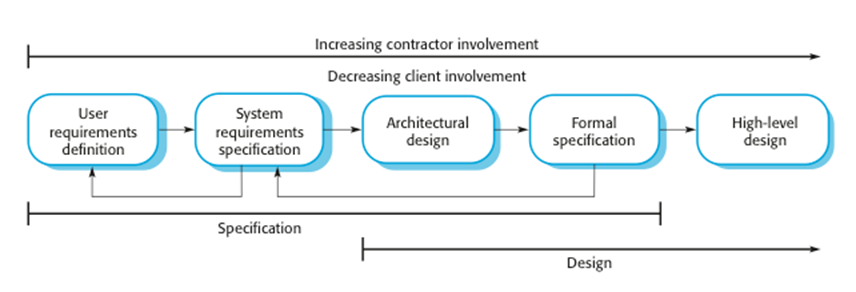 Increasing contractor involvement
Decreasing client involvement
User
requirements
definition
System
requirements
specification
Architectural
design
Formal
specification
High-level
design
Specification
Design